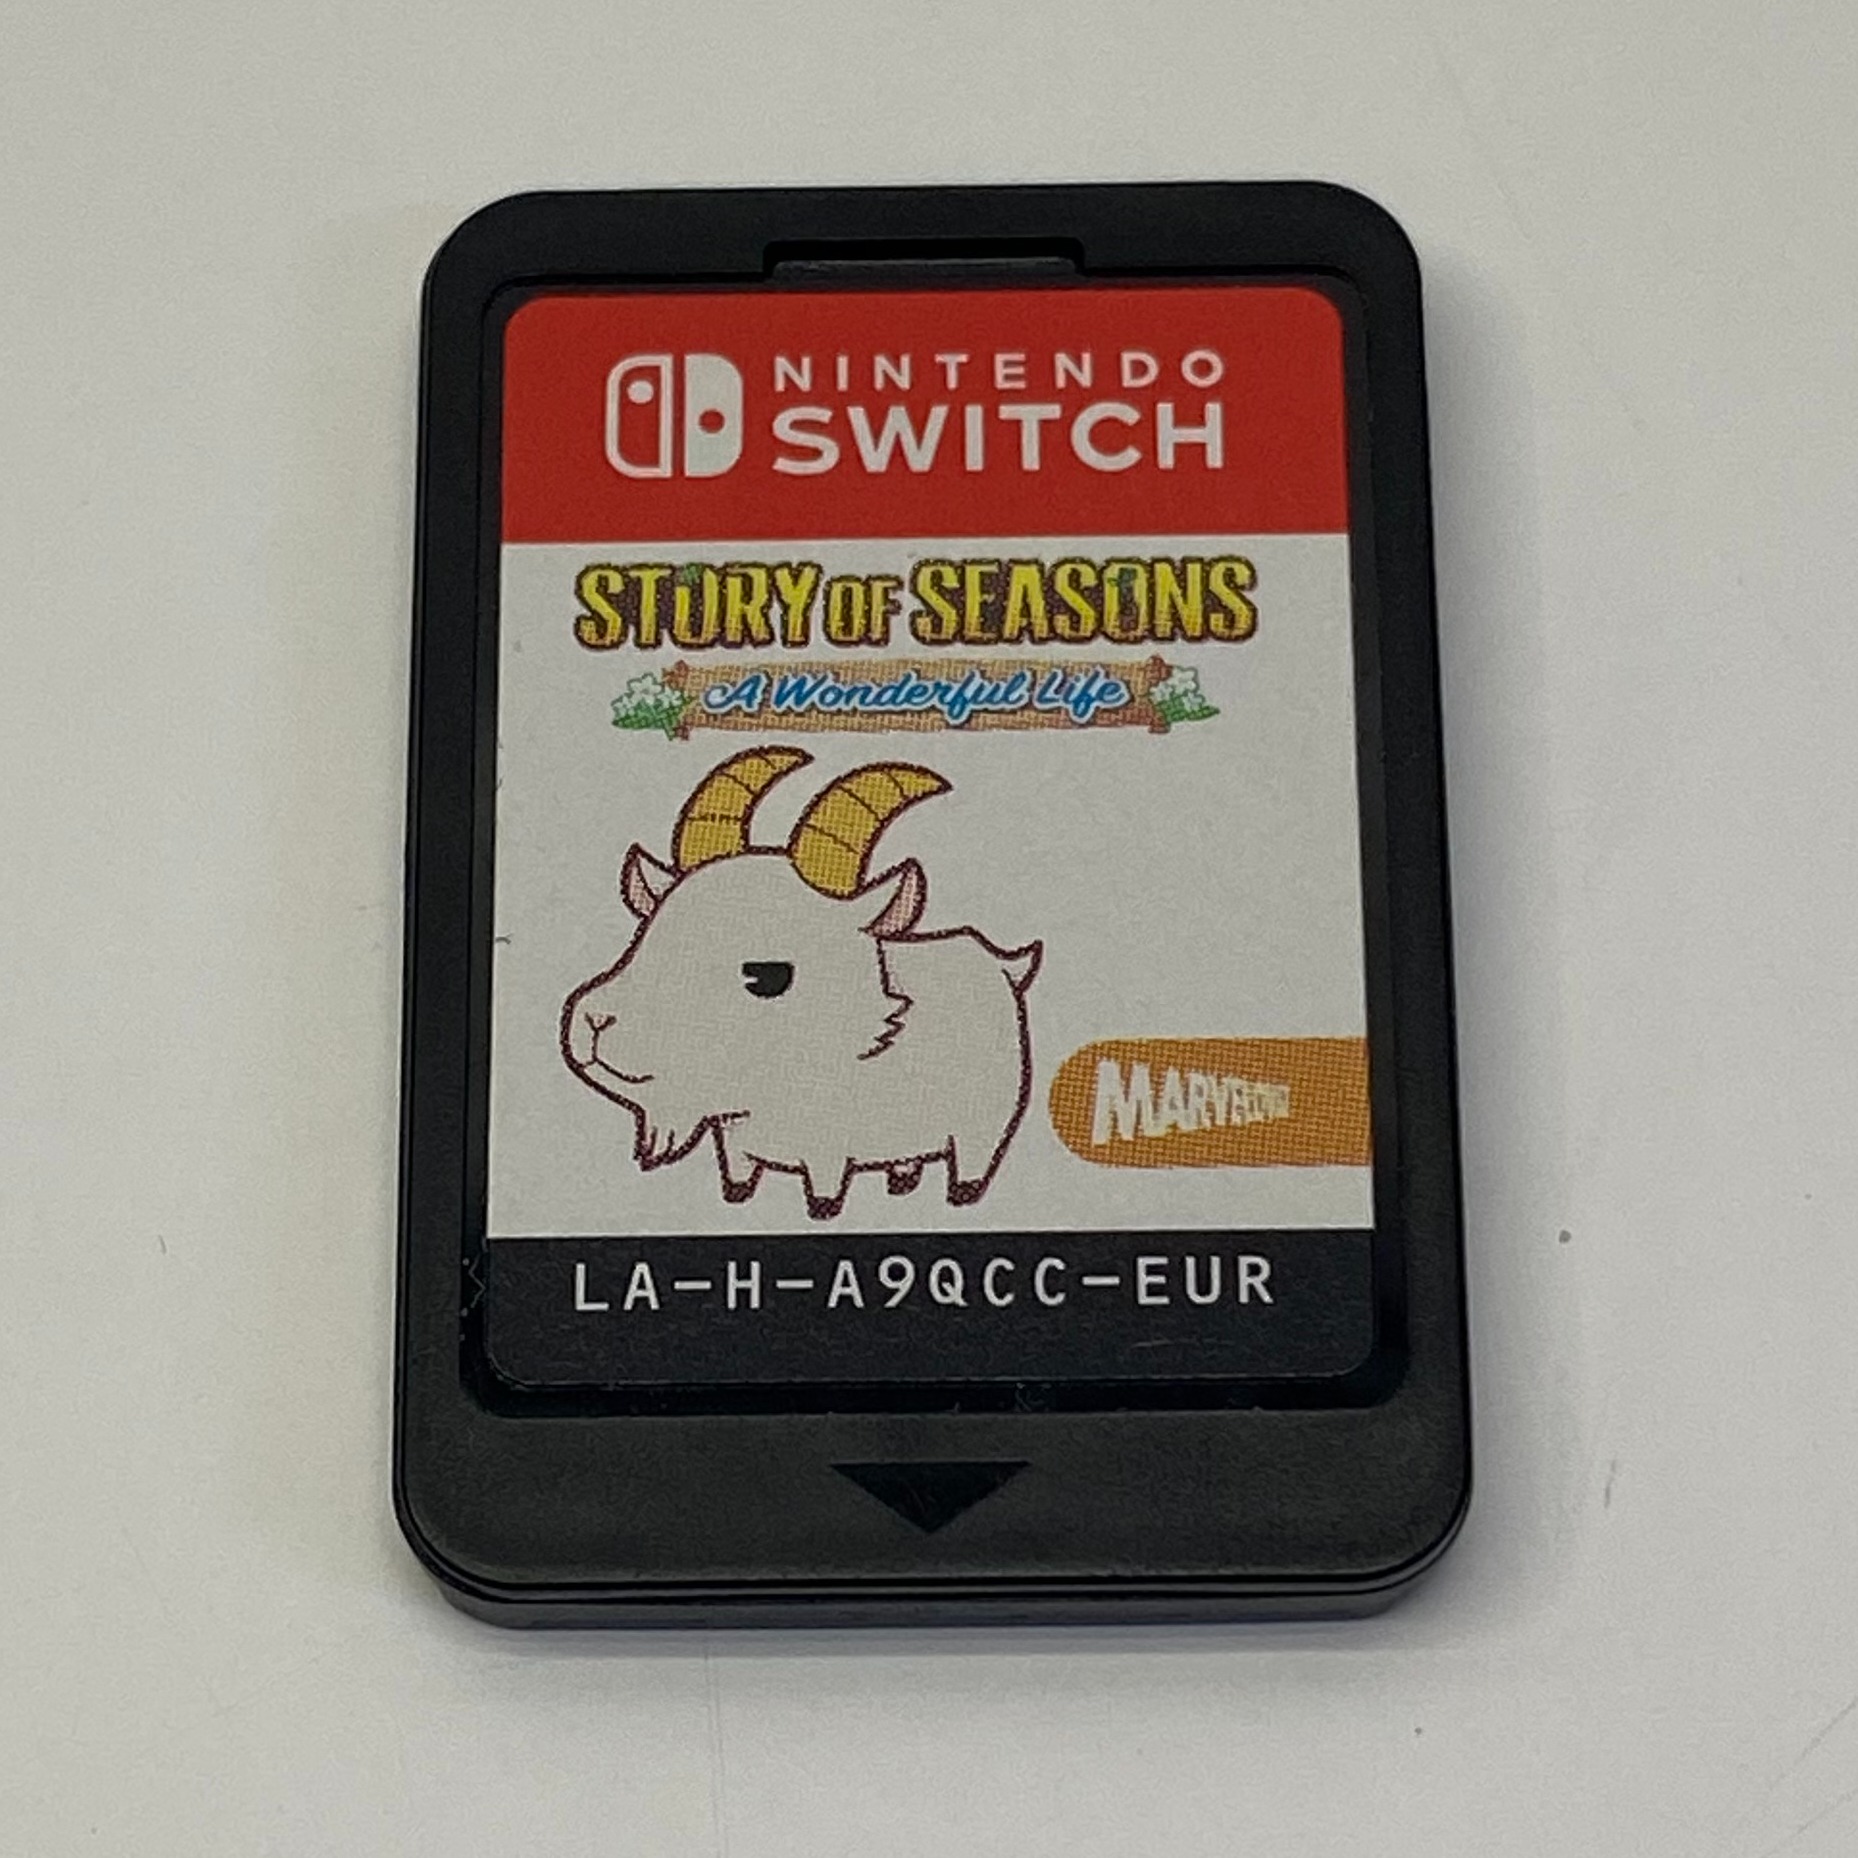 NINTENDO
SWITCH
STORY OF SEASONS
A Wonderful Life
MARVELOUS!
LA-H-A9QCC-EUR